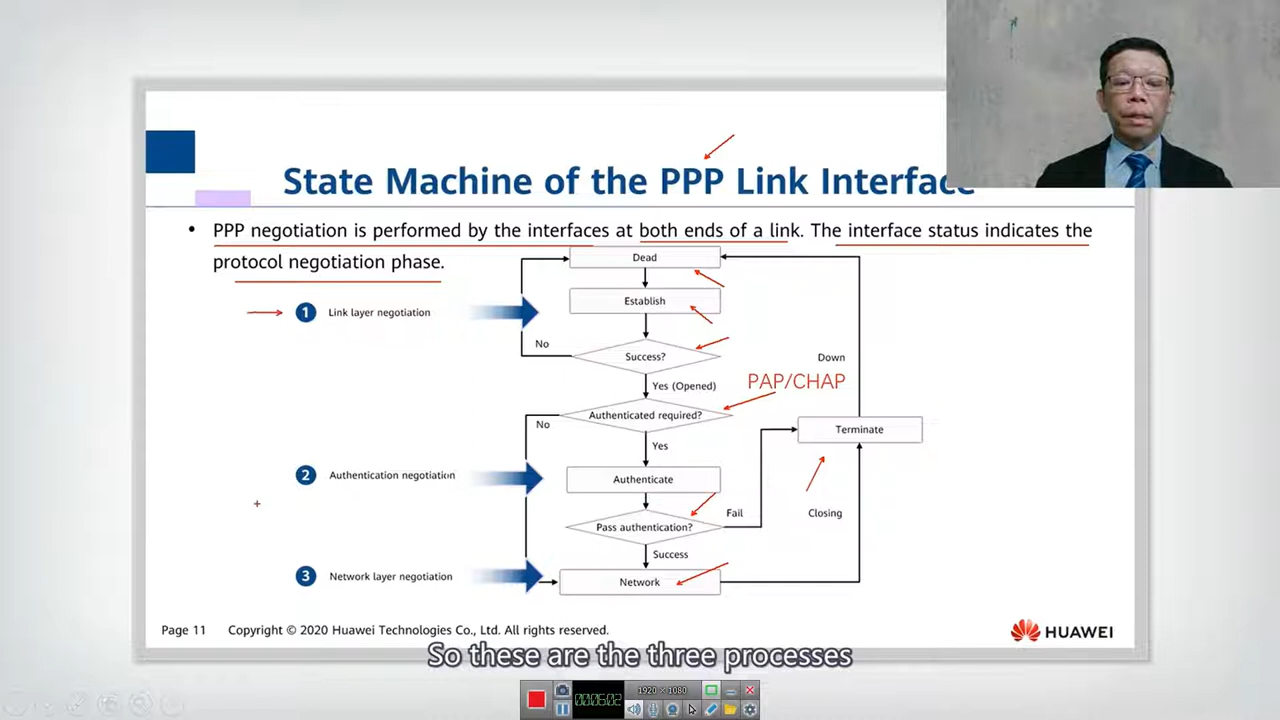 State Machine of the PPP Link Interface
• PPP negotiation is performed by the interfaces at both ends of a link. The interface status indicates the
protocol negotiation phase.
Dead
Establish
1 Link layer negotiation
No
Success?
Down
Yes (Opened)
PAP/CHAP
Authenticated required?
No
Terminate
Yes
2 Authentication negotiation
Authenticate
Fail
Closing
Pass authentication?
Success
3 Network layer negotiation
Network
Page 11 Copyright © 2020 Huawei Technologies Co., Ltd. All rights reserved.
HUAWEI
So these are the three processes
1920 × 1080
000602